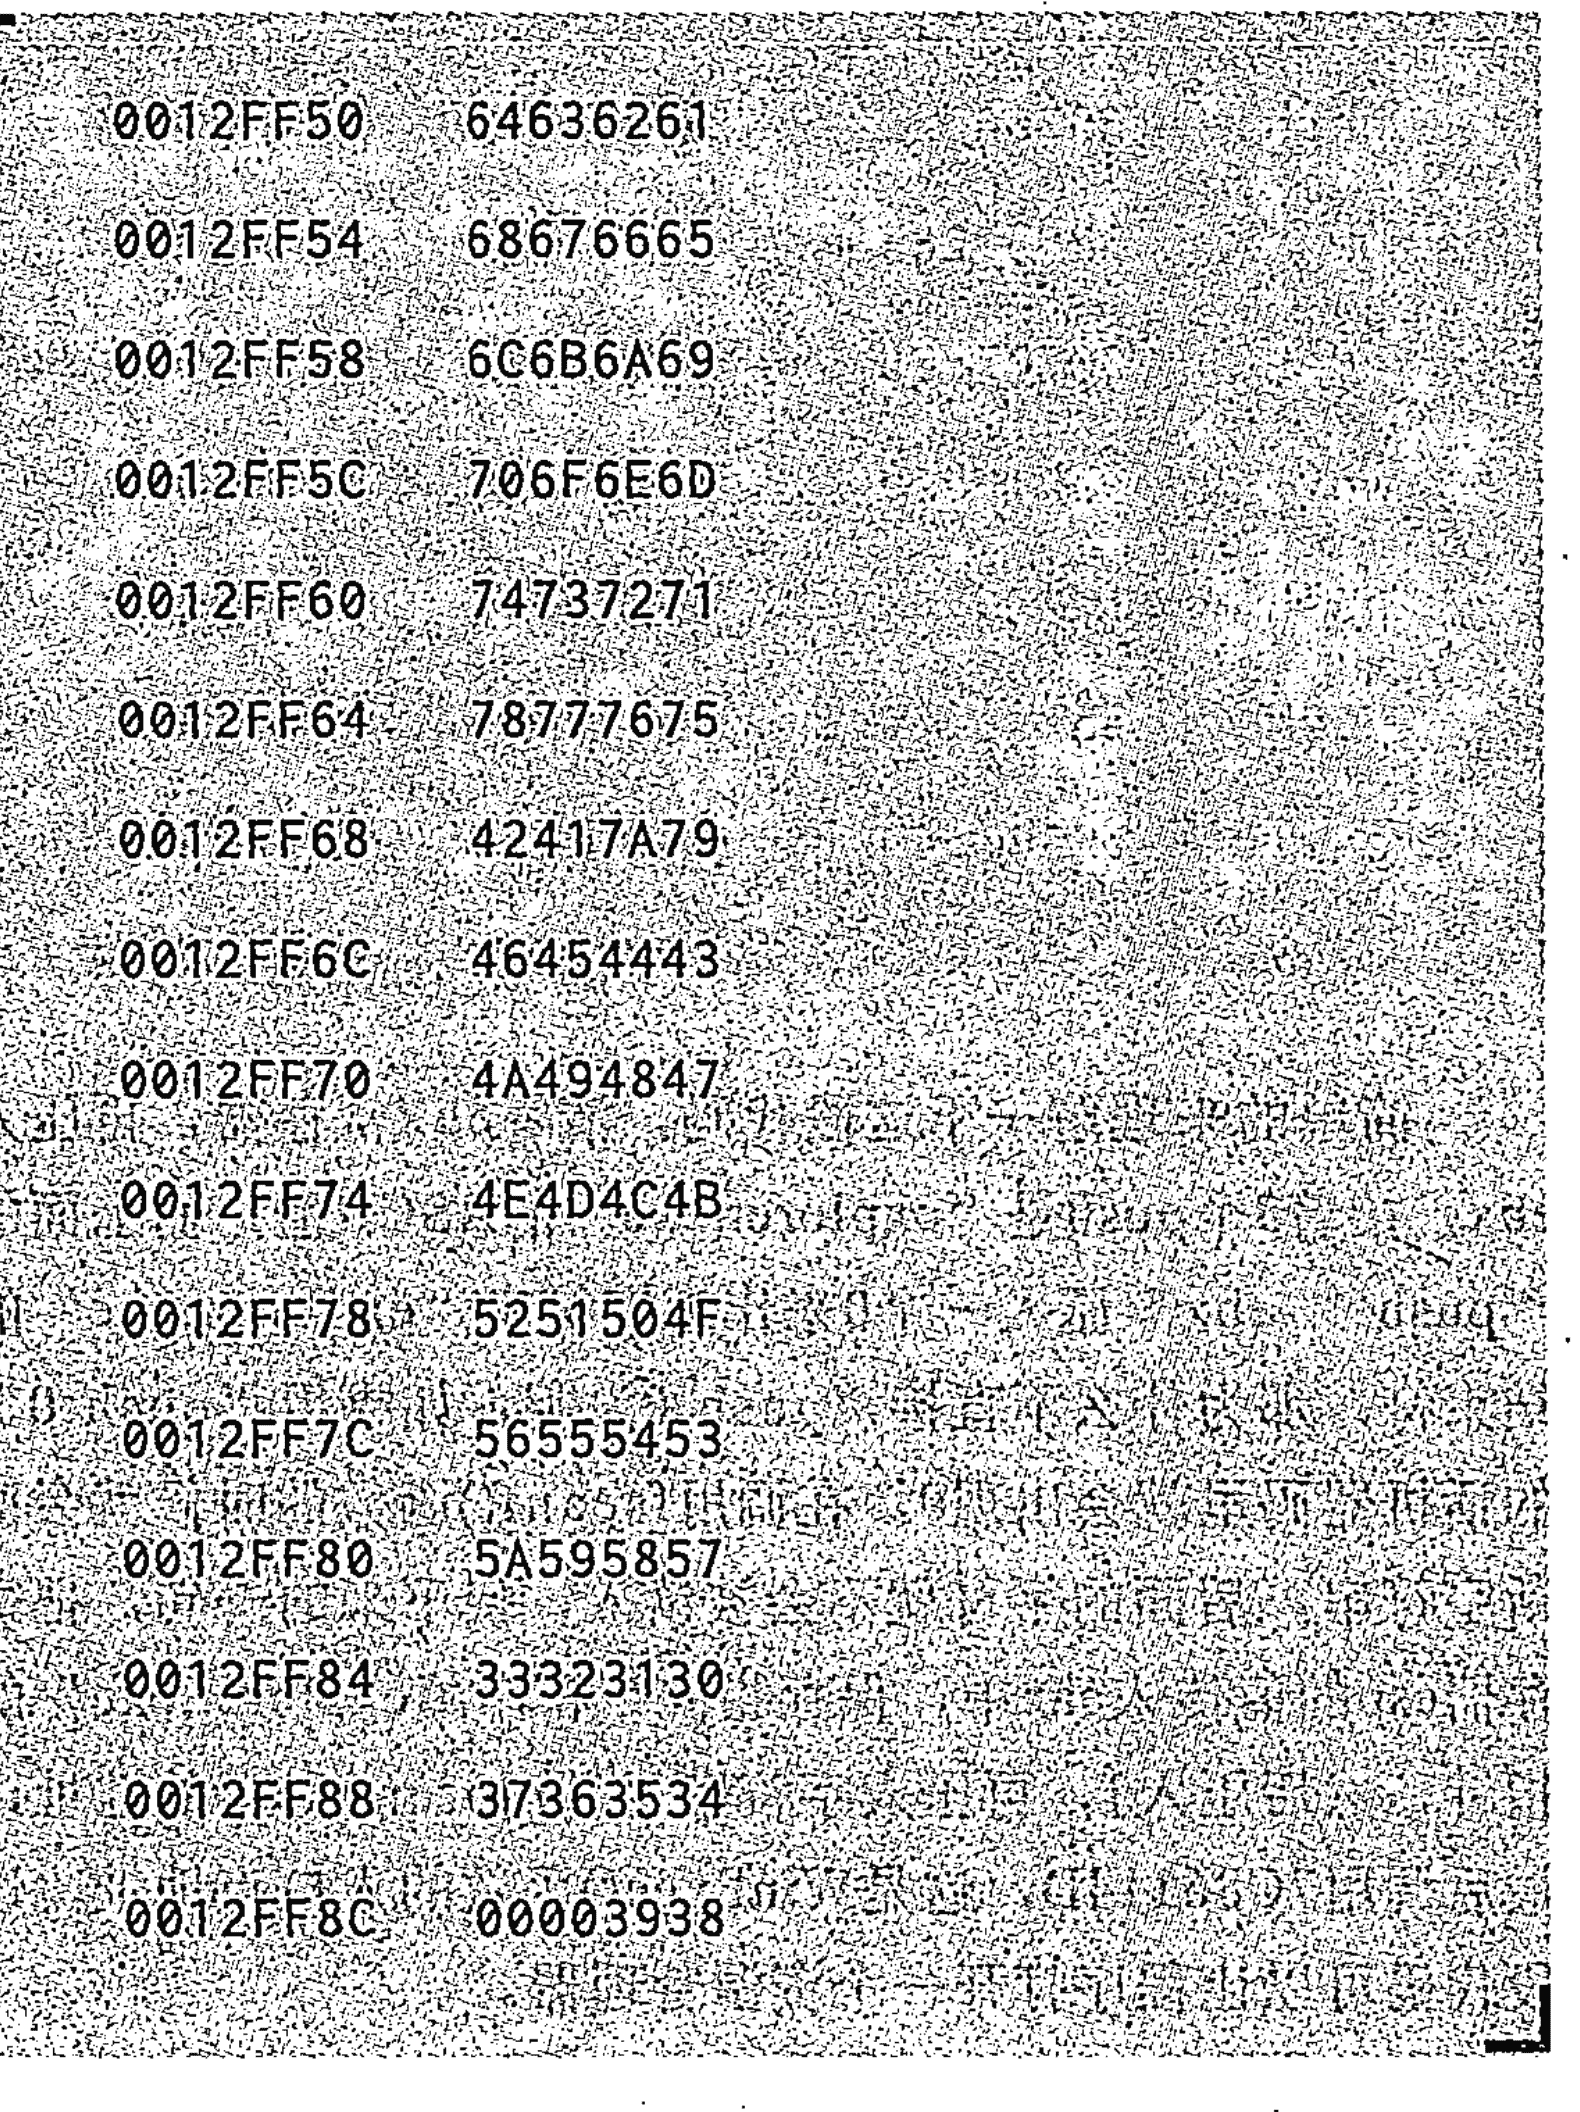 0012FF50 64636261
0012FF54 68676665
0012FF58 6C6B6A69
0012FF5C 706F6E6D
0012FF60 74737271
0012FF64 78777675
0012FF68 42417A79
0012FF6C 46454443
0012FF70 4A494847
0012FF74 4E4D4C4B
0012FF78 5251504F
0012FF7C 56555453
0012FF80 5A595857
0012FF84 33323130
0012FF88 37363534
0012FF8C 00003938